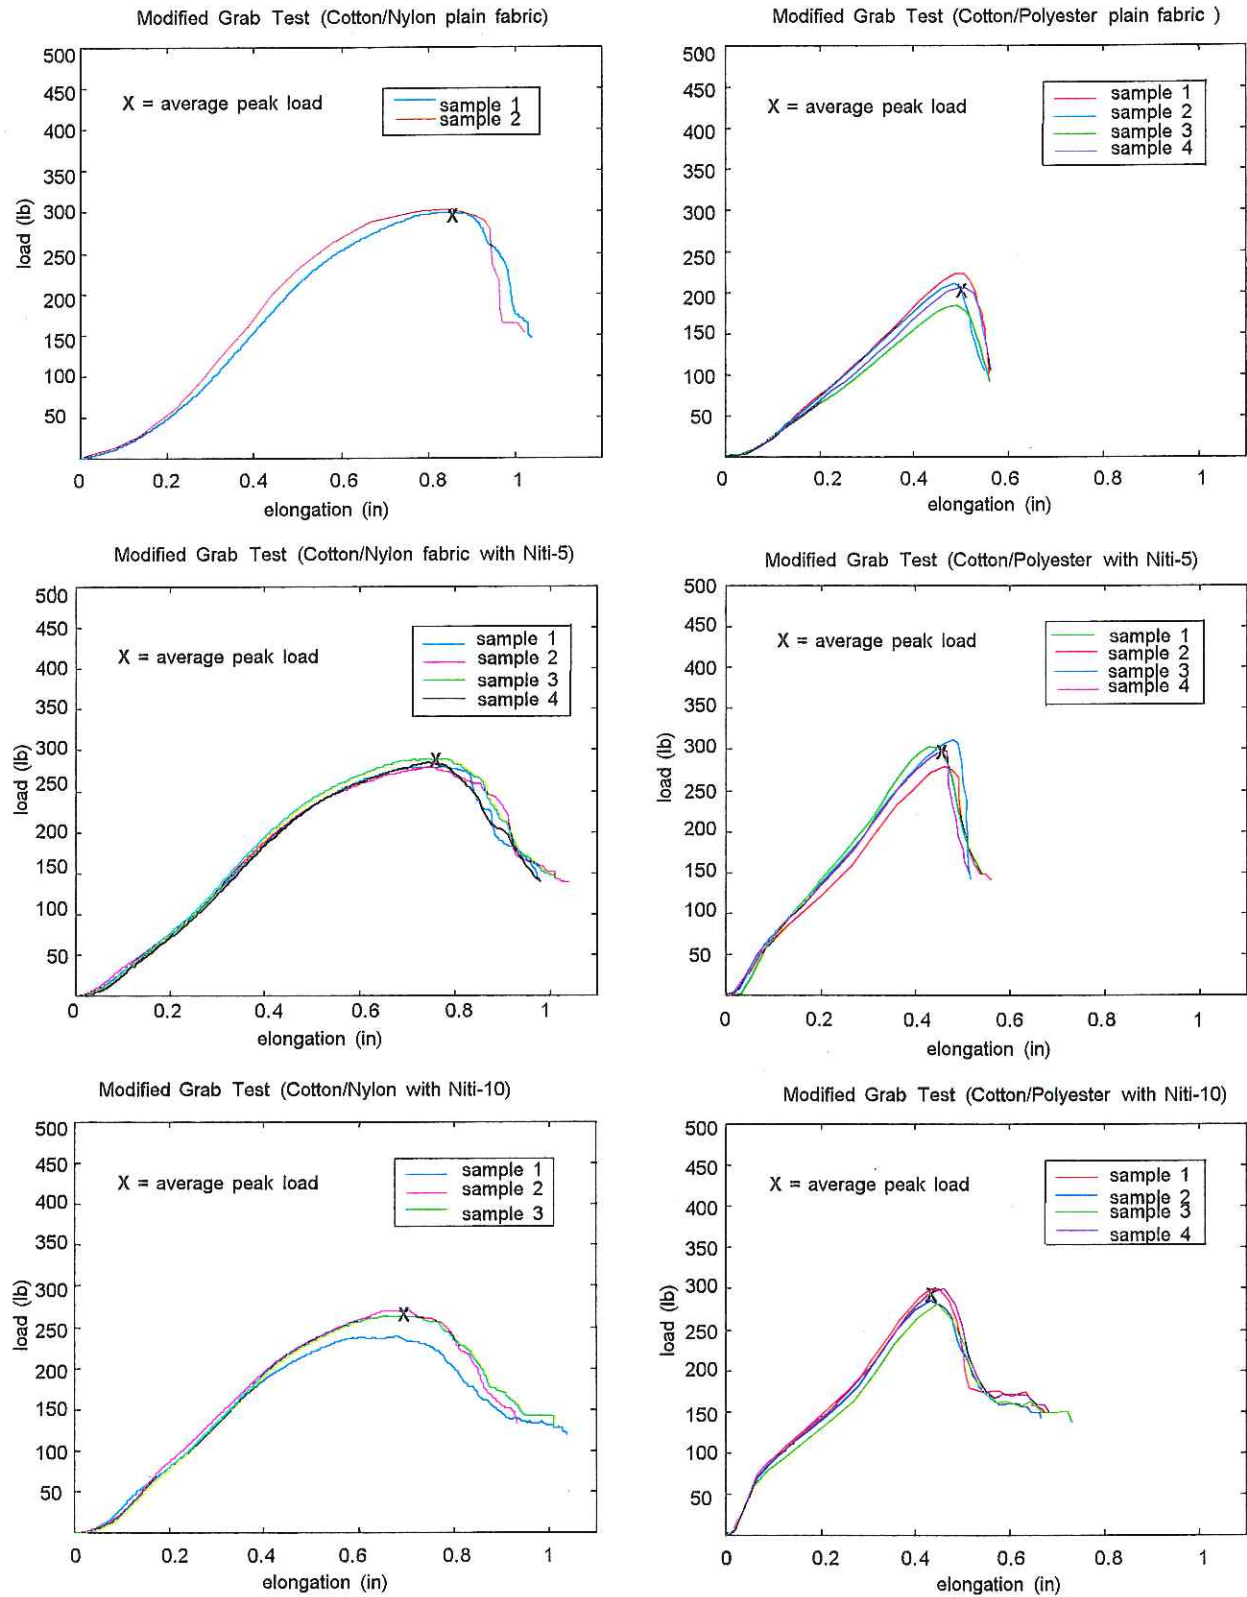 Modified Grab Test (Cotton/Nylon plain fabric)
500
450
400
350
300
250
200
150
100
50
load (lb)
X = average peak load
sample 1
sample 2
X
0 0.2 0.4 0.6 0.8 1
elongation (in)
Modified Grab Test (Cotton/Polyester plain fabric )
500
450
400
350
300
250
200
150
100
50
load (lb)
X = average peak load
sample 1
sample 2
sample 3
sample 4
X
0 0.2 0.4 0.6 0.8 1
elongation (in)
Modified Grab Test (Cotton/Nylon fabric with Niti-5)
500
450
400
350
300
250
200
150
100
50
load (lb)
X = average peak load
sample 1
sample 2
sample 3
sample 4
X
0 0.2 0.4 0.6 0.8 1
elongation (in)
Modified Grab Test (Cotton/Polyester with Niti-5)
500
450
400
350
300
250
200
150
100
50
load (lb)
X = average peak load
sample 1
sample 2
sample 3
sample 4
X
0 0.2 0.4 0.6 0.8 1
elongation (in)
Modified Grab Test (Cotton/Nylon with Niti-10)
500
450
400
350
300
250
200
150
100
50
load (lb)
X = average peak load
sample 1
sample 2
sample 3
X
0 0.2 0.4 0.6 0.8 1
elongation (in)
Modified Grab Test (Cotton/Polyester with Niti-10)
500
450
400
350
300
250
200
150
100
50
load (lb)
X = average peak load
sample 1
sample 2
sample 3
sample 4
X
0 0.2 0.4 0.6 0.8 1
elongation (in)